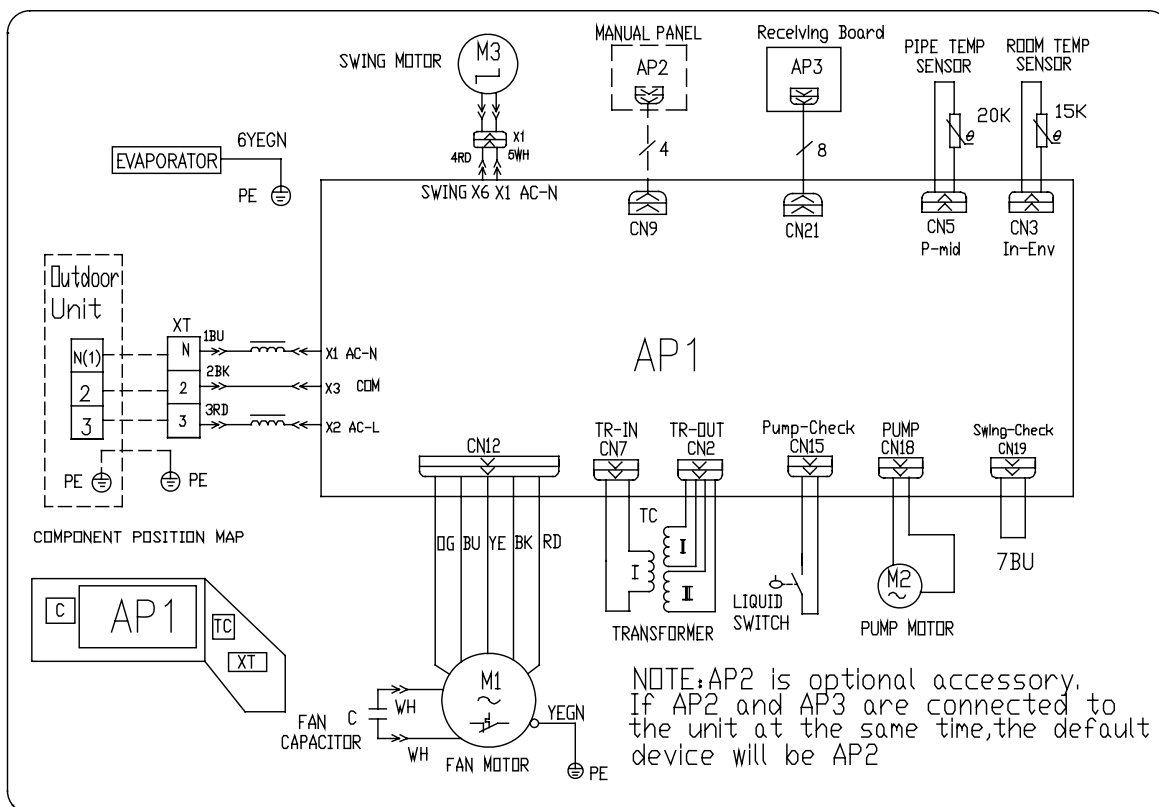 MANUAL PANEL
Receiving Board
PIPE TEMP
SENSOR
ROOM TEMP
SENSOR
SWING MOTOR
M3
AP2
AP3
20K
15K
θ
θ
X1
4RD
5WH
4
8
6YEGN
EVAPORATOR
PE
SWING X6 X1 AC-N
CN9
CN21
CN5
P-mid
CN3
In-Env
Outdoor
Unit
N(1)
2
3
PE
XT
N
2
3
PE
1BU
2BK
3RD
X1 AC-N
X3 COM
X2 AC-L
AP1
CN12
TR-IN
CN7
TR-OUT
CN2
Pump-Check
CN15
PUMP
CN18
Swing-Check
CN19
OG
BU
YE
BK
RD
TC
I
I
II
TRANSFORMER
LIQUID
SWITCH
M2
PUMP MOTOR
7BU
COMPONENT POSITION MAP
C
AP1
TC
XT
M1
WH
C
WH
FAN
CAPACITOR
FAN MOTOR
YEGN
PE
NOTE:AP2 is optional accessory.
If AP2 and AP3 are connected to
the unit at the same time,the default
device will be AP2